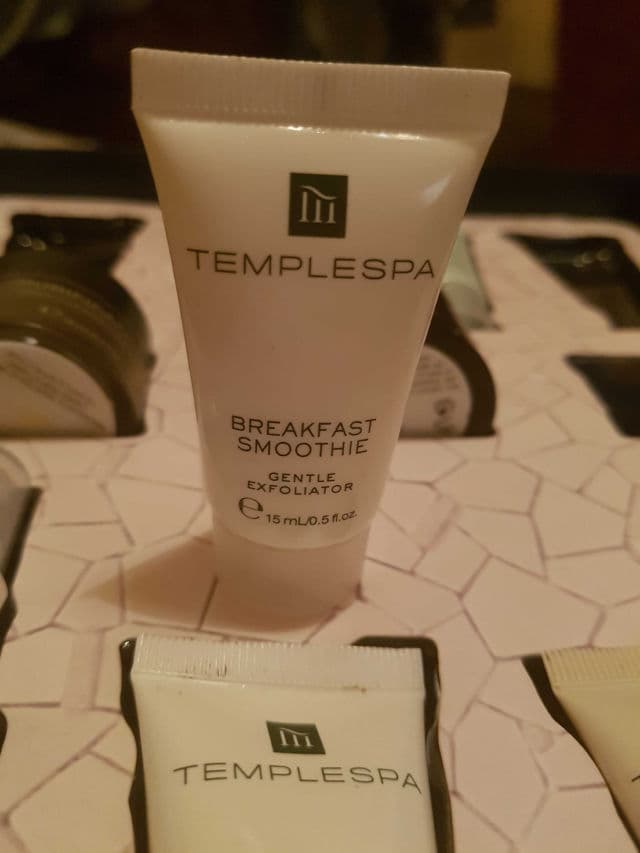 TEMPLESPA
BREAKFAST
SMOOTHIE
GENTLE
EXFOLIATOR
e 15 mL/0.5 fl.oz.
TEMPLESPA